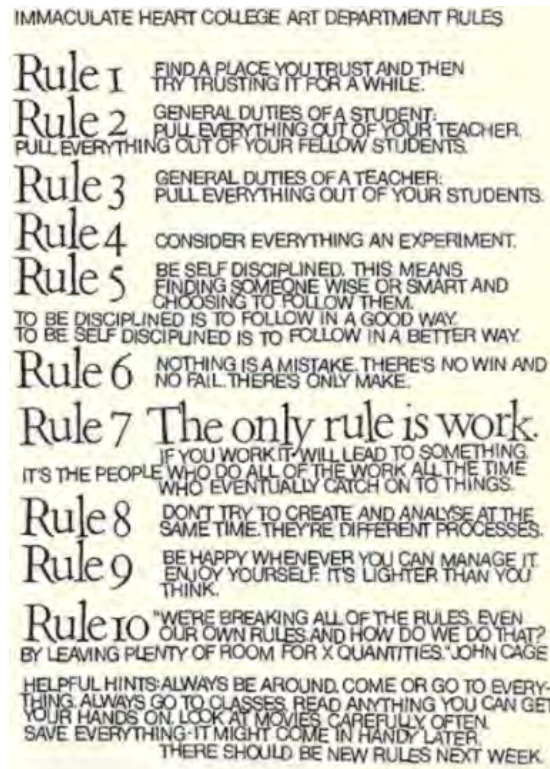 IMMACULATE HEART COLLEGE ART DEPARTMENT RULES
Rule 1 FIND A PLACE YOU TRUST AND THEN
TRY TRUSTING IT FOR A WHILE.
Rule 2 GENERAL DUTIES OF A STUDENT:
PULL EVERYTHING OUT OF YOUR TEACHER.
PULL EVERYTHING OUT OF YOUR FELLOW STUDENTS.
Rule 3 GENERAL DUTIES OF A TEACHER:
PULL EVERYTHING OUT OF YOUR STUDENTS.
Rule 4 CONSIDER EVERYTHING AN EXPERIMENT.
Rule 5 BE SELF DISCIPLINED. THIS MEANS
FINDING SOMEONE WISE OR SMART AND
CHOOSING TO FOLLOW THEM.
TO BE DISCIPLINED IS TO FOLLOW IN A GOOD WAY.
TO BE SELF DISCIPLINED IS TO FOLLOW IN A BETTER WAY.
Rule 6 NOTHING IS A MISTAKE. THERE'S NO WIN AND
NO FAIL. THERE'S ONLY MAKE.
Rule 7 The only rule is work.
IF YOU WORK IT WILL LEAD TO SOMETHING.
IT'S THE PEOPLE WHO DO ALL OF THE WORK ALL THE TIME
WHO EVENTUALLY CATCH ON TO THINGS.
Rule 8 DON'T TRY TO CREATE AND ANALYSE AT THE
SAME TIME. THEY'RE DIFFERENT PROCESSES.
Rule 9 BE HAPPY WHENEVER YOU CAN MANAGE IT.
ENJOY YOURSELF. IT'S LIGHTER THAN YOU
THINK.
Rule 10 "WE'RE BREAKING ALL OF THE RULES. EVEN
OUR OWN RULES. AND HOW DO WE DO THAT?
BY LEAVING PLENTY OF ROOM FOR X QUANTITIES." JOHN CAGE
HELPFUL HINTS: ALWAYS BE AROUND. COME OR GO TO EVERY-
THING. ALWAYS GO TO CLASSES. READ ANYTHING YOU CAN GET
YOUR HANDS ON. LOOK AT MOVIES CAREFULLY, OFTEN.
SAVE EVERYTHING-IT MIGHT COME IN HANDY LATER.
THERE SHOULD BE NEW RULES NEXT WEEK.